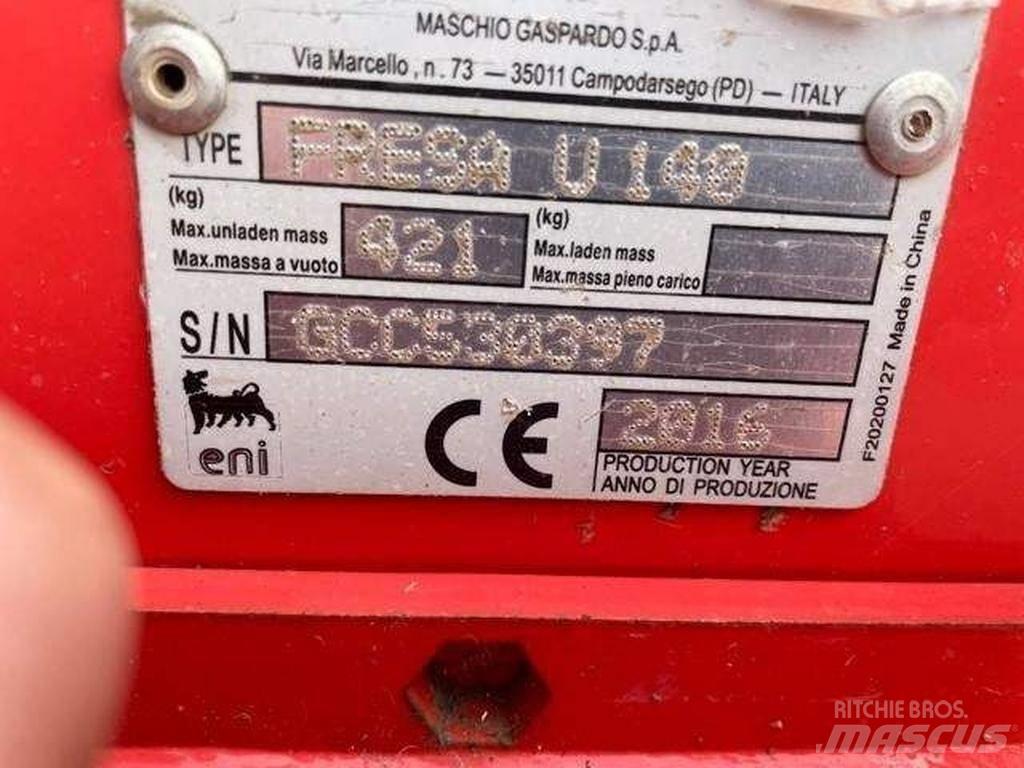 MASCHIO GASPARDO S.p.A.
Via Marcello , n. 73 — 35011 Campodarsego (PD) — ITALY
TYPE FRESA U 140
(kg)
Max.unladen mass
Max.massa a vuoto
421
(kg)
Max.laden mass
Max.massa pieno carico
S/N GCC530397
eni
CE
2016
PRODUCTION YEAR
ANNO DI PRODUZIONE
F20200127 Made in China
RITCHIE BROS.
MASCUS